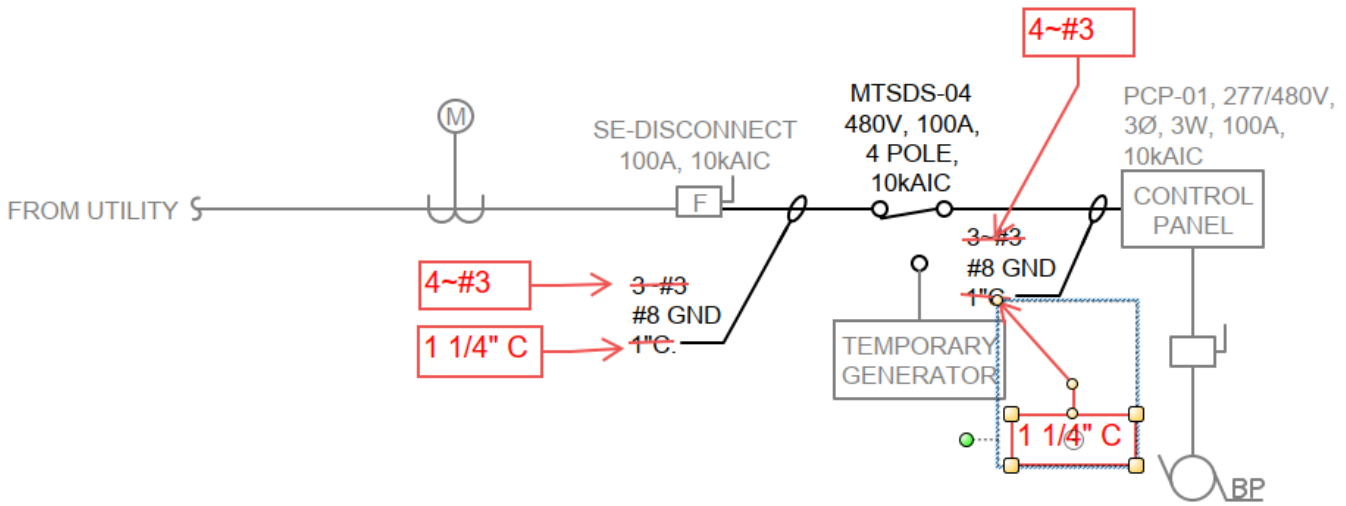 4~#3
M
SE-DISCONNECT
100A, 10kAIC
F
MTSDS-04
480V, 100A,
4 POLE,
10kAIC
PCP-01, 277/480V,
3Ø, 3W, 100A,
10kAIC
FROM UTILITY
CONTROL
PANEL
4~#3
3~#3
#8 GND
1"C.
1 1/4" C
3~#3
#8 GND
1"C.
TEMPORARY
GENERATOR
1 1/4" C
BP